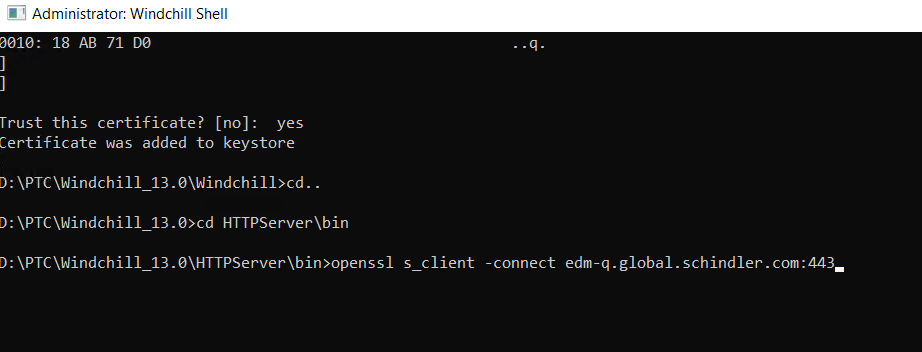 Administrator: Windchill Shell
0010: 18 AB 71 D0 ..q.
]
]
Trust this certificate? [no]: yes
Certificate was added to keystore
D:\PTC\Windchill_13.0\Windchill>cd..
D:\PTC\Windchill_13.0>cd HTTPServer\bin
D:\PTC\Windchill_13.0\HTTPServer\bin>openssl s_client -connect edm-q.global.schindler.com:443